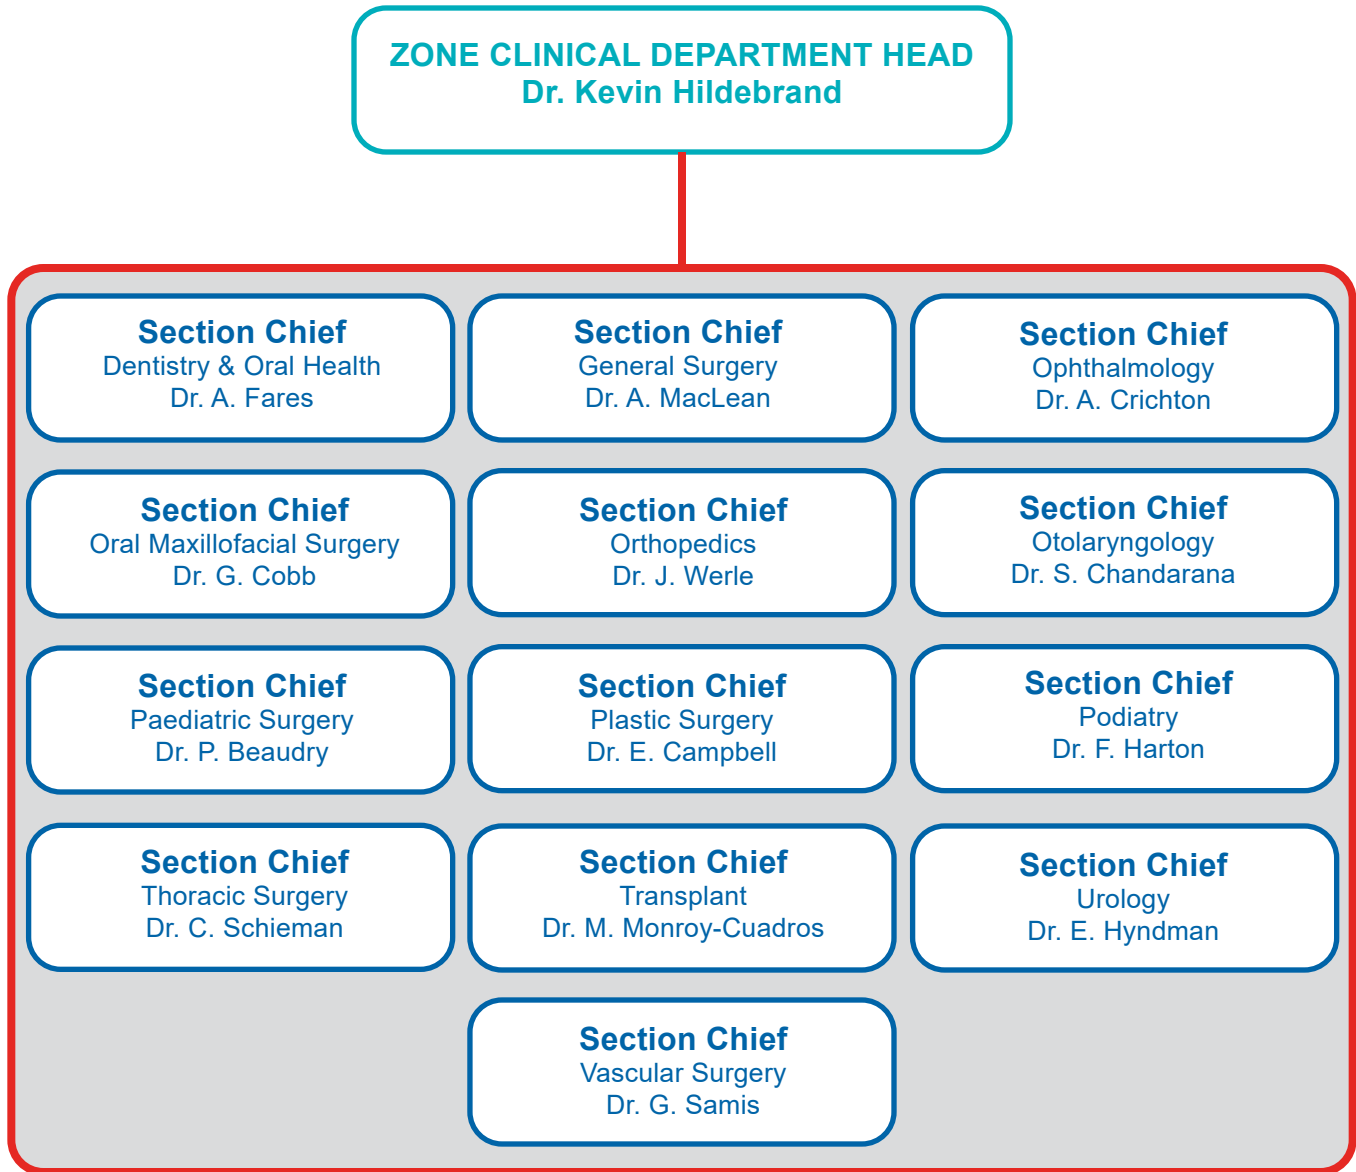 ZONE CLINICAL DEPARTMENT HEAD
Dr. Kevin Hildebrand
Section Chief
Dentistry & Oral Health
Dr. A. Fares
Section Chief
General Surgery
Dr. A. MacLean
Section Chief
Ophthalmology
Dr. A. Crichton
Section Chief
Oral Maxillofacial Surgery
Dr. G. Cobb
Section Chief
Orthopedics
Dr. J. Werle
Section Chief
Otolaryngology
Dr. S. Chandarana
Section Chief
Paediatric Surgery
Dr. P. Beaudry
Section Chief
Plastic Surgery
Dr. E. Campbell
Section Chief
Podiatry
Dr. F. Harton
Section Chief
Thoracic Surgery
Dr. C. Schieman
Section Chief
Transplant
Dr. M. Monroy-Cuadros
Section Chief
Urology
Dr. E. Hyndman
Section Chief
Vascular Surgery
Dr. G. Samis